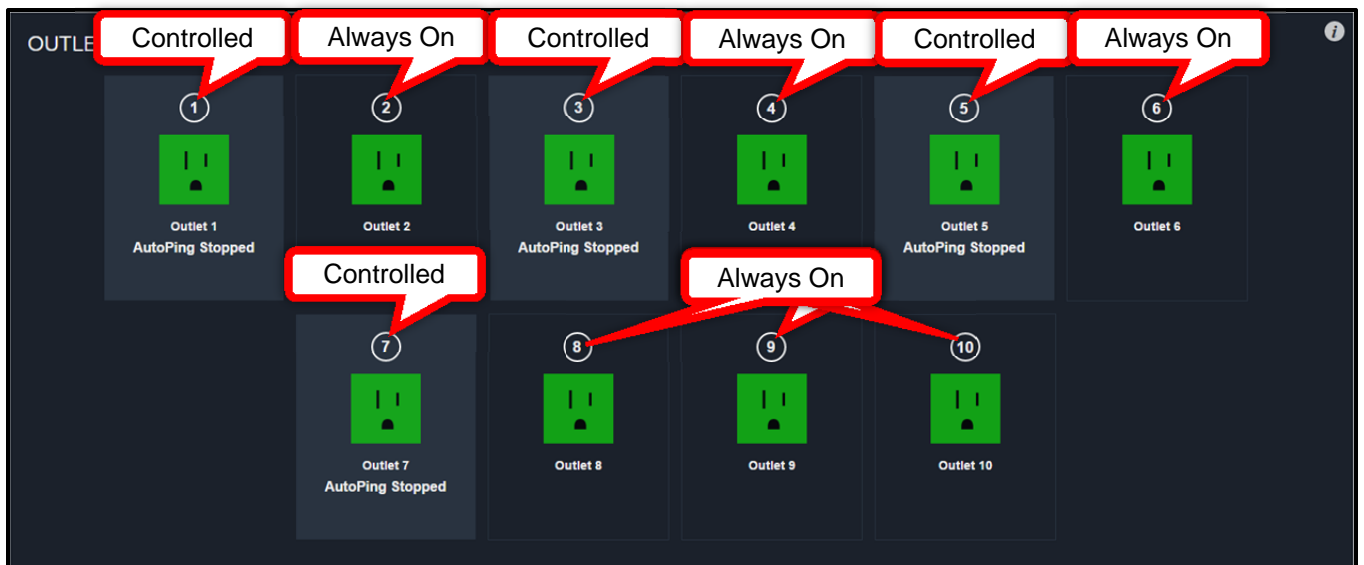 OUTLE
Controlled
Always On
Controlled
Always On
Controlled
Always On
i
1
2
3
4
5
6
Outlet 1
Outlet 2
Outlet 3
Outlet 4
Outlet 5
Outlet 6
AutoPing Stopped
AutoPing Stopped
AutoPing Stopped
Controlled
Always On
7
8
9
10
Outlet 7
Outlet 8
Outlet 9
Outlet 10
AutoPing Stopped